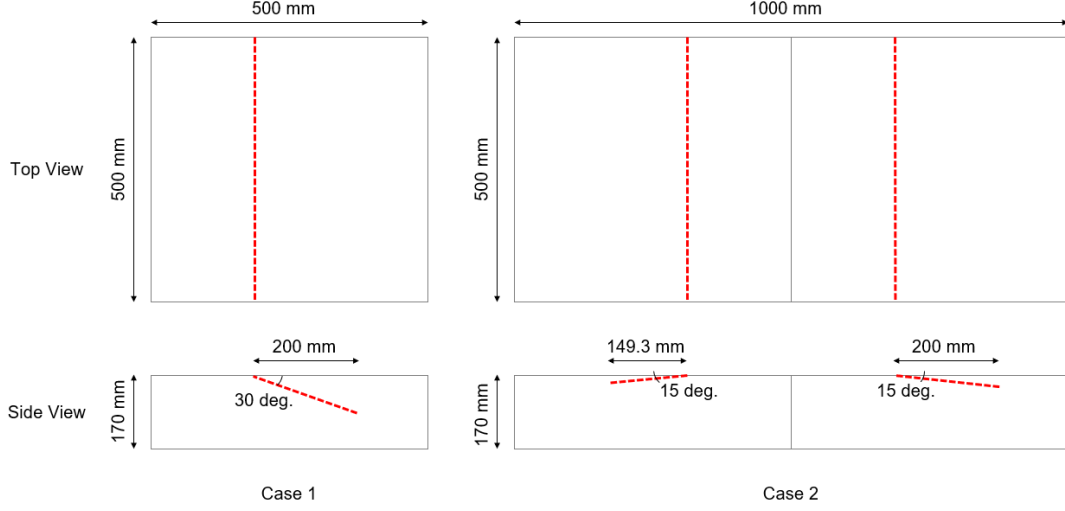 500 mm
1000 mm
Top View
500 mm
500 mm
200 mm
149.3 mm
200 mm
Side View
170 mm
30 deg.
170 mm
15 deg.
15 deg.
Case 1
Case 2